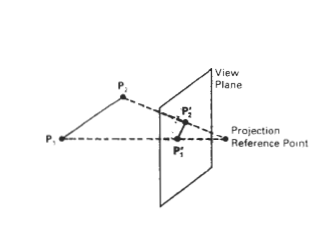 View
Plane
P₂
P₂′
P₁
P₁′
Projection
Reference Point